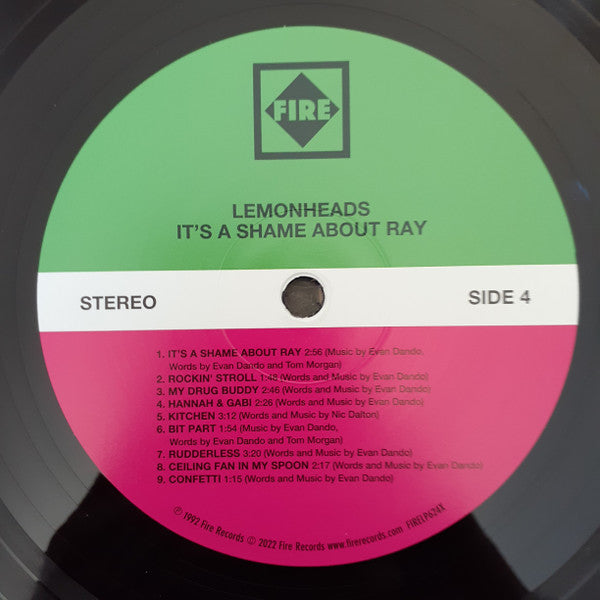 FIRE
LEMONHEADS
IT'S A SHAME ABOUT RAY
STEREO
SIDE 4
1. IT'S A SHAME ABOUT RAY 2:56 (Music by Evan Dando,
Words by Evan Dando and Tom Morgan)
2. ROCKIN' STROLL 1:48 (Words and Music by Evan Dando)
3. MY DRUG BUDDY 2:46 (Words and Music by Evan Dando)
4. HANNAH & GABI 2:26 (Words and Music by Evan Dando)
5. KITCHEN 3:12 (Words and Music by Nic Dalton)
6. BIT PART 1:54 (Music by Evan Dando,
Words by Evan Dando and Tom Morgan)
7. RUDDERLESS 3:20 (Words and Music by Evan Dando)
8. CEILING FAN IN MY SPOON 2:17 (Words and Music by Evan Dando)
9. CONFETTI 1:15 (Words and Music by Evan Dando)
℗ 1992 Fire Records © 2022 Fire Records www.firerecords.com FIRELP624X